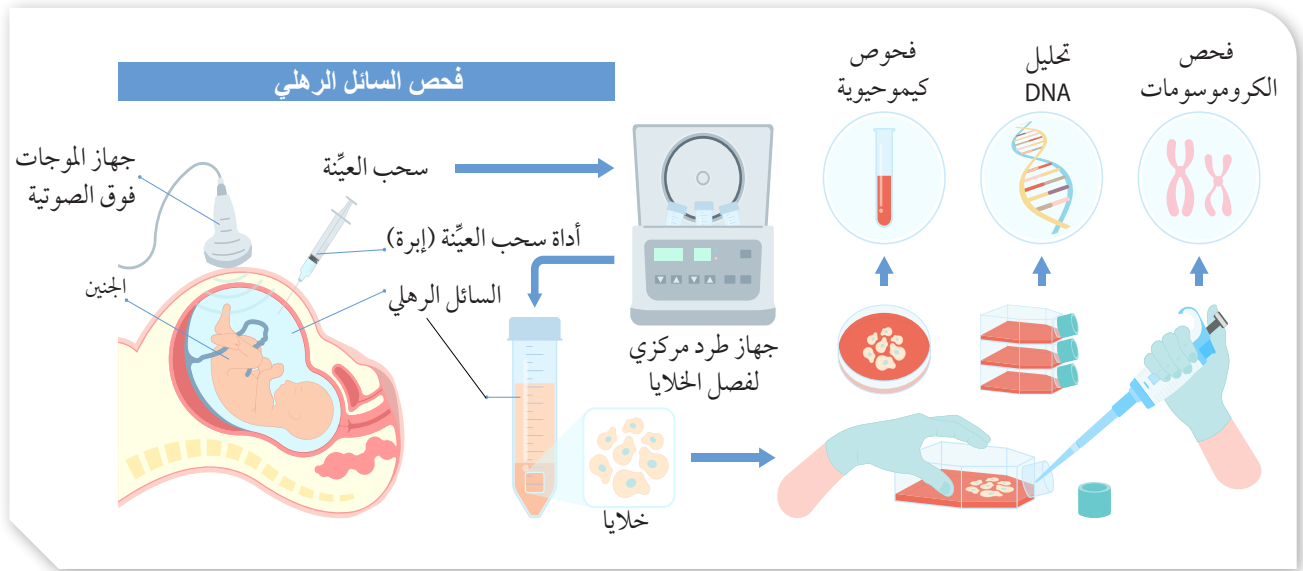 فحص السائل الرهلي
جهاز الموجات
فوق الصوتية
الجنين
سحب العيِّنة
أداة سحب العيِّنة (إبرة)
السائل الرهلي
جهاز طرد مركزي
لفصل الخلايا
خلايا
فحص
الكروموسومات
تحليل
DNA
فحوص
كيموحيوية